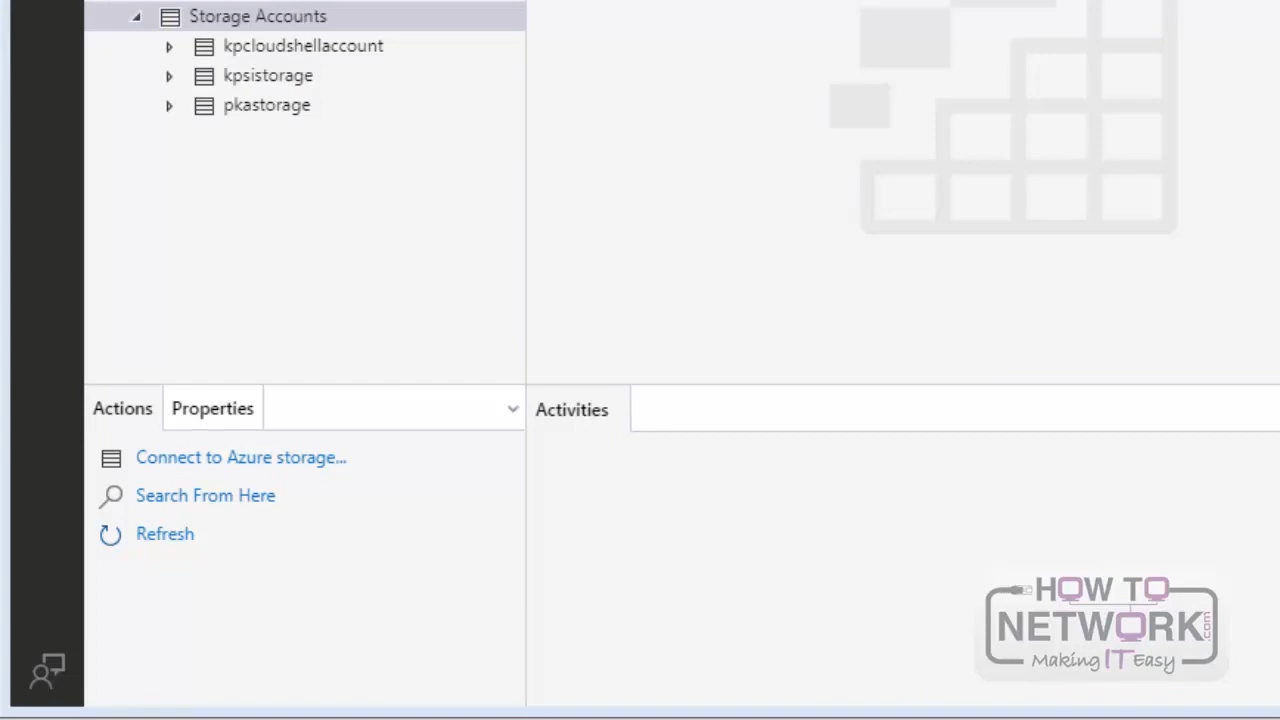 Storage Accounts
kpcloudshellaccount
kpsistorage
pkastorage
Actions
Properties
Activities
Connect to Azure storage...
Search From Here
Refresh
HOW TO
NETWORK.com
Making IT Easy